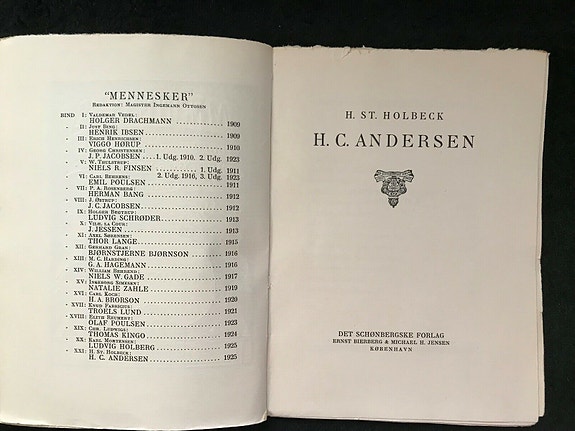 "MENNESKER"
REDAKTION: MAGISTER INGEMANN OTTOSEN
BIND I: VALDEMAR VEDEL:
HOLGER DRACHMANN ............ 1909
- II: JUST BING:
HENRIK IBSEN ............ 1909
- III: ERICH HENRICHSEN:
VIGGO HØRUP ............ 1910
- IV: GEORG CHRISTENSEN:
J. P. JACOBSEN .... 1. Udg. 1910. 2. Udg. 1923
- V: W. THULSTRUP:
NIELS R. FINSEN ............ 1. Udg. 1911
2. Udg. 1916, 3. Udg. 1923
- VI: CARL BEHRENS:
EMIL POULSEN ............ 1911
- VII: P. A. ROSENBERG:
HERMAN BANG ............ 1912
- VIII: J. ØSTRUP:
J. C. JACOBSEN ............ 1912
- IX: HOLGER BEGTRUP:
LUDVIG SCHRØDER ............ 1913
- X: VILH. LA COUR:
J. JESSEN ............ 1913
- XI: AXEL SØRENSEN:
THOR LANGE ............ 1915
- XII: GERHARD GRAN:
BJØRNSTJERNE BJØRNSON ............ 1916
- XIII: M. C. HARDING:
G. A. HAGEMANN ............ 1916
- XIV: WILLIAM BEHREND:
NIELS W. GADE ............ 1917
- XV: INGEBORG SIMESEN:
NATALIE ZAHLE ............ 1919
- XVI: CARL KOCH:
H. A. BRORSON ............ 1920
- XVII: KNUD FABRICIUS:
TROELS LUND ............ 1921
- XVIII: ELITH REUMERT:
OLAF POULSEN ............ 1923
- XIX: CHR. LUDWIGS:
THOMAS KINGO ............ 1924
- XX: KARL MORTENSEN:
LUDVIG HOLBERG ............ 1925
- XXI: H. ST. HOLBECK:
H. C. ANDERSEN ............ 1925
H. ST. HOLBECK
H. C. ANDERSEN
DET SCHØNBERGSKE FORLAG
ERNST BIERBERG & MICHAEL H. JENSEN
KØBENHAVN